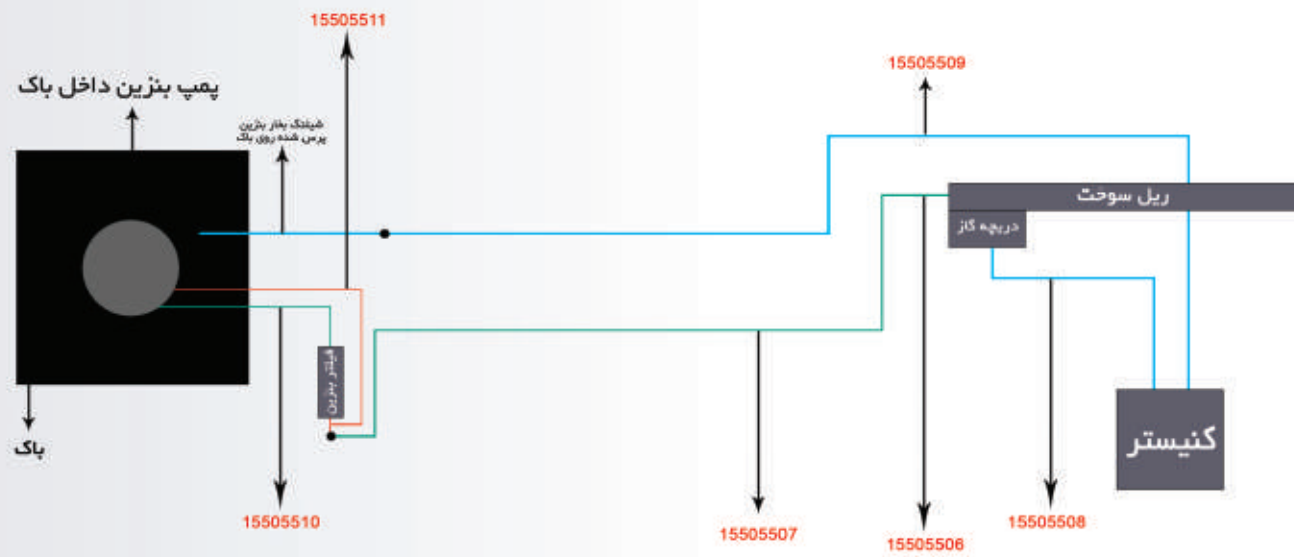 15505511
15505509
پمپ بنزین داخل باک
شیلنگ بخار بنزین
پرس شده روی باک
ریل سوخت
دریچه گاز
فیلتر بنزین
کنیستر
باک
15505510
15505507
15505506
15505508